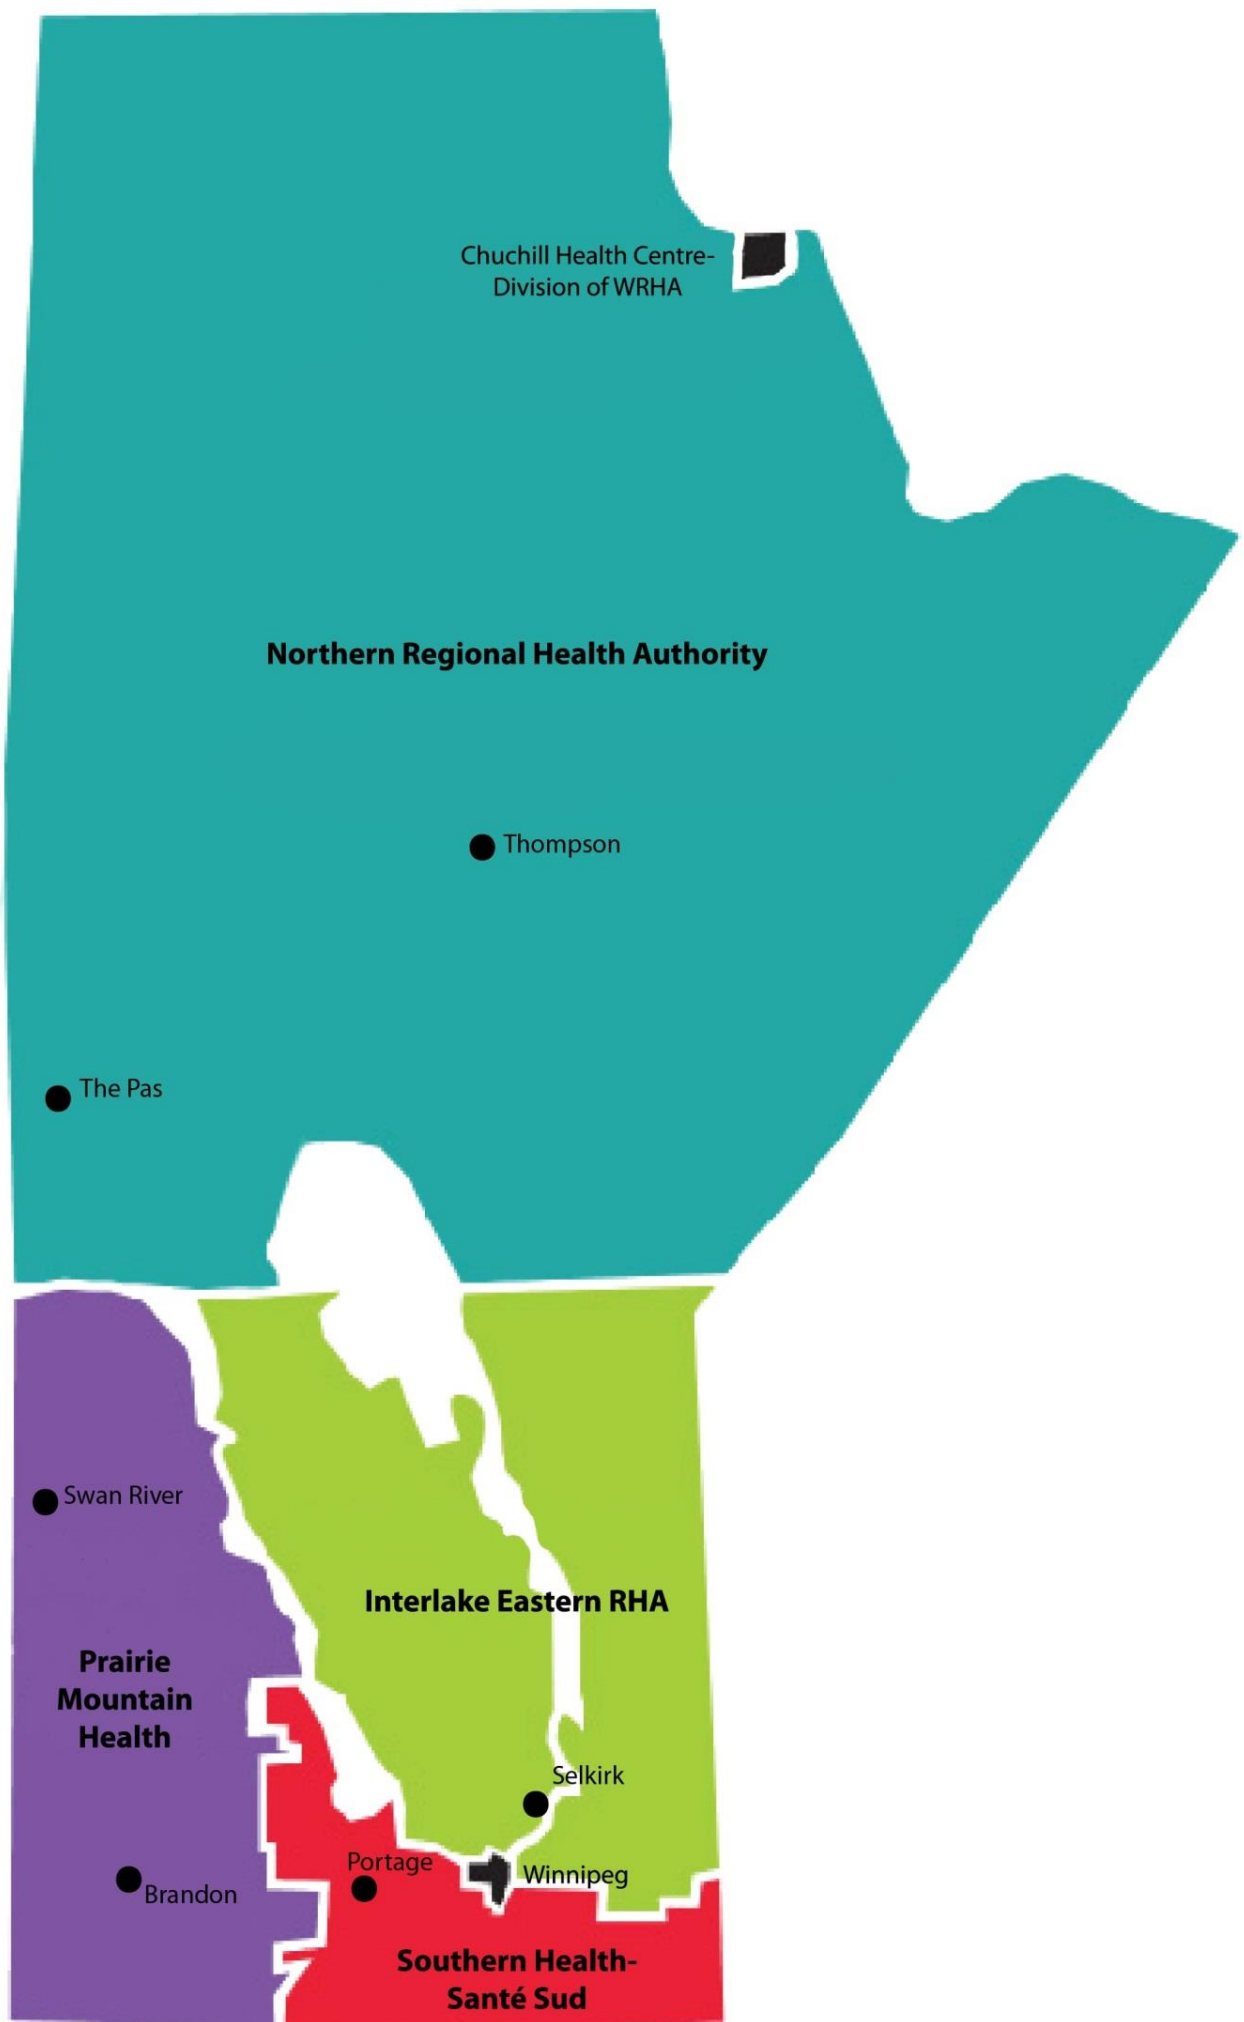 Chuchill Health Centre-
Division of WRHA
Northern Regional Health Authority
Thompson
The Pas
Swan River
Interlake Eastern RHA
Prairie
Mountain
Health
Selkirk
Portage
Winnipeg
Brandon
Southern Health-
Santé Sud